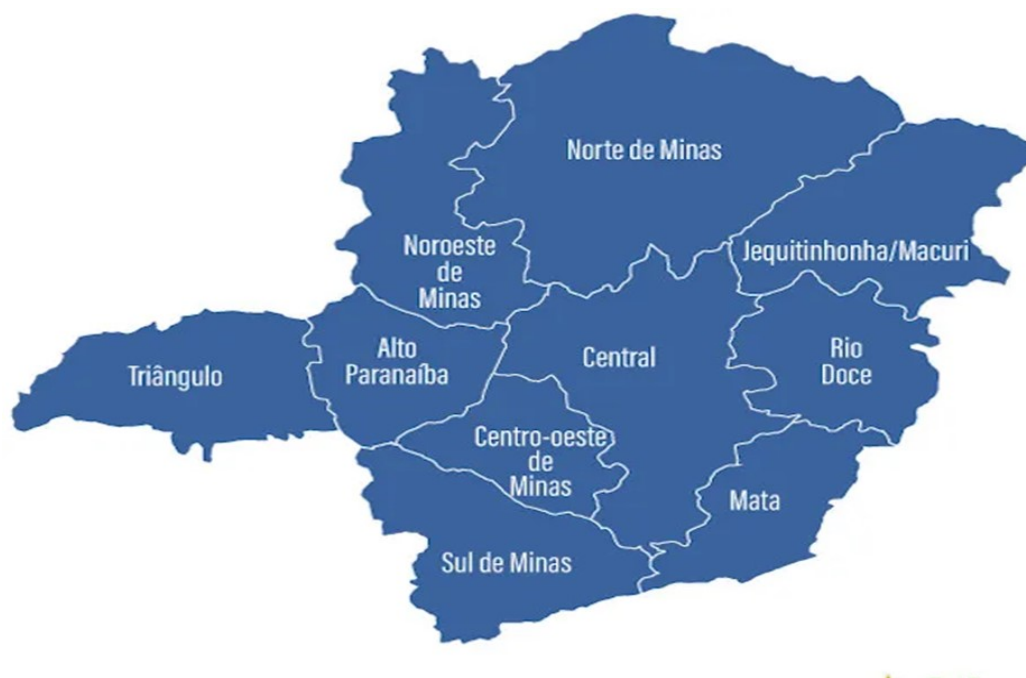 Norte de Minas
Noroeste
de
Minas
Jequitinhonha/Macuri
Triângulo
Alto
Paranaíba
Central
Rio
Doce
Centro-oeste
de
Minas
Mata
Sul de Minas